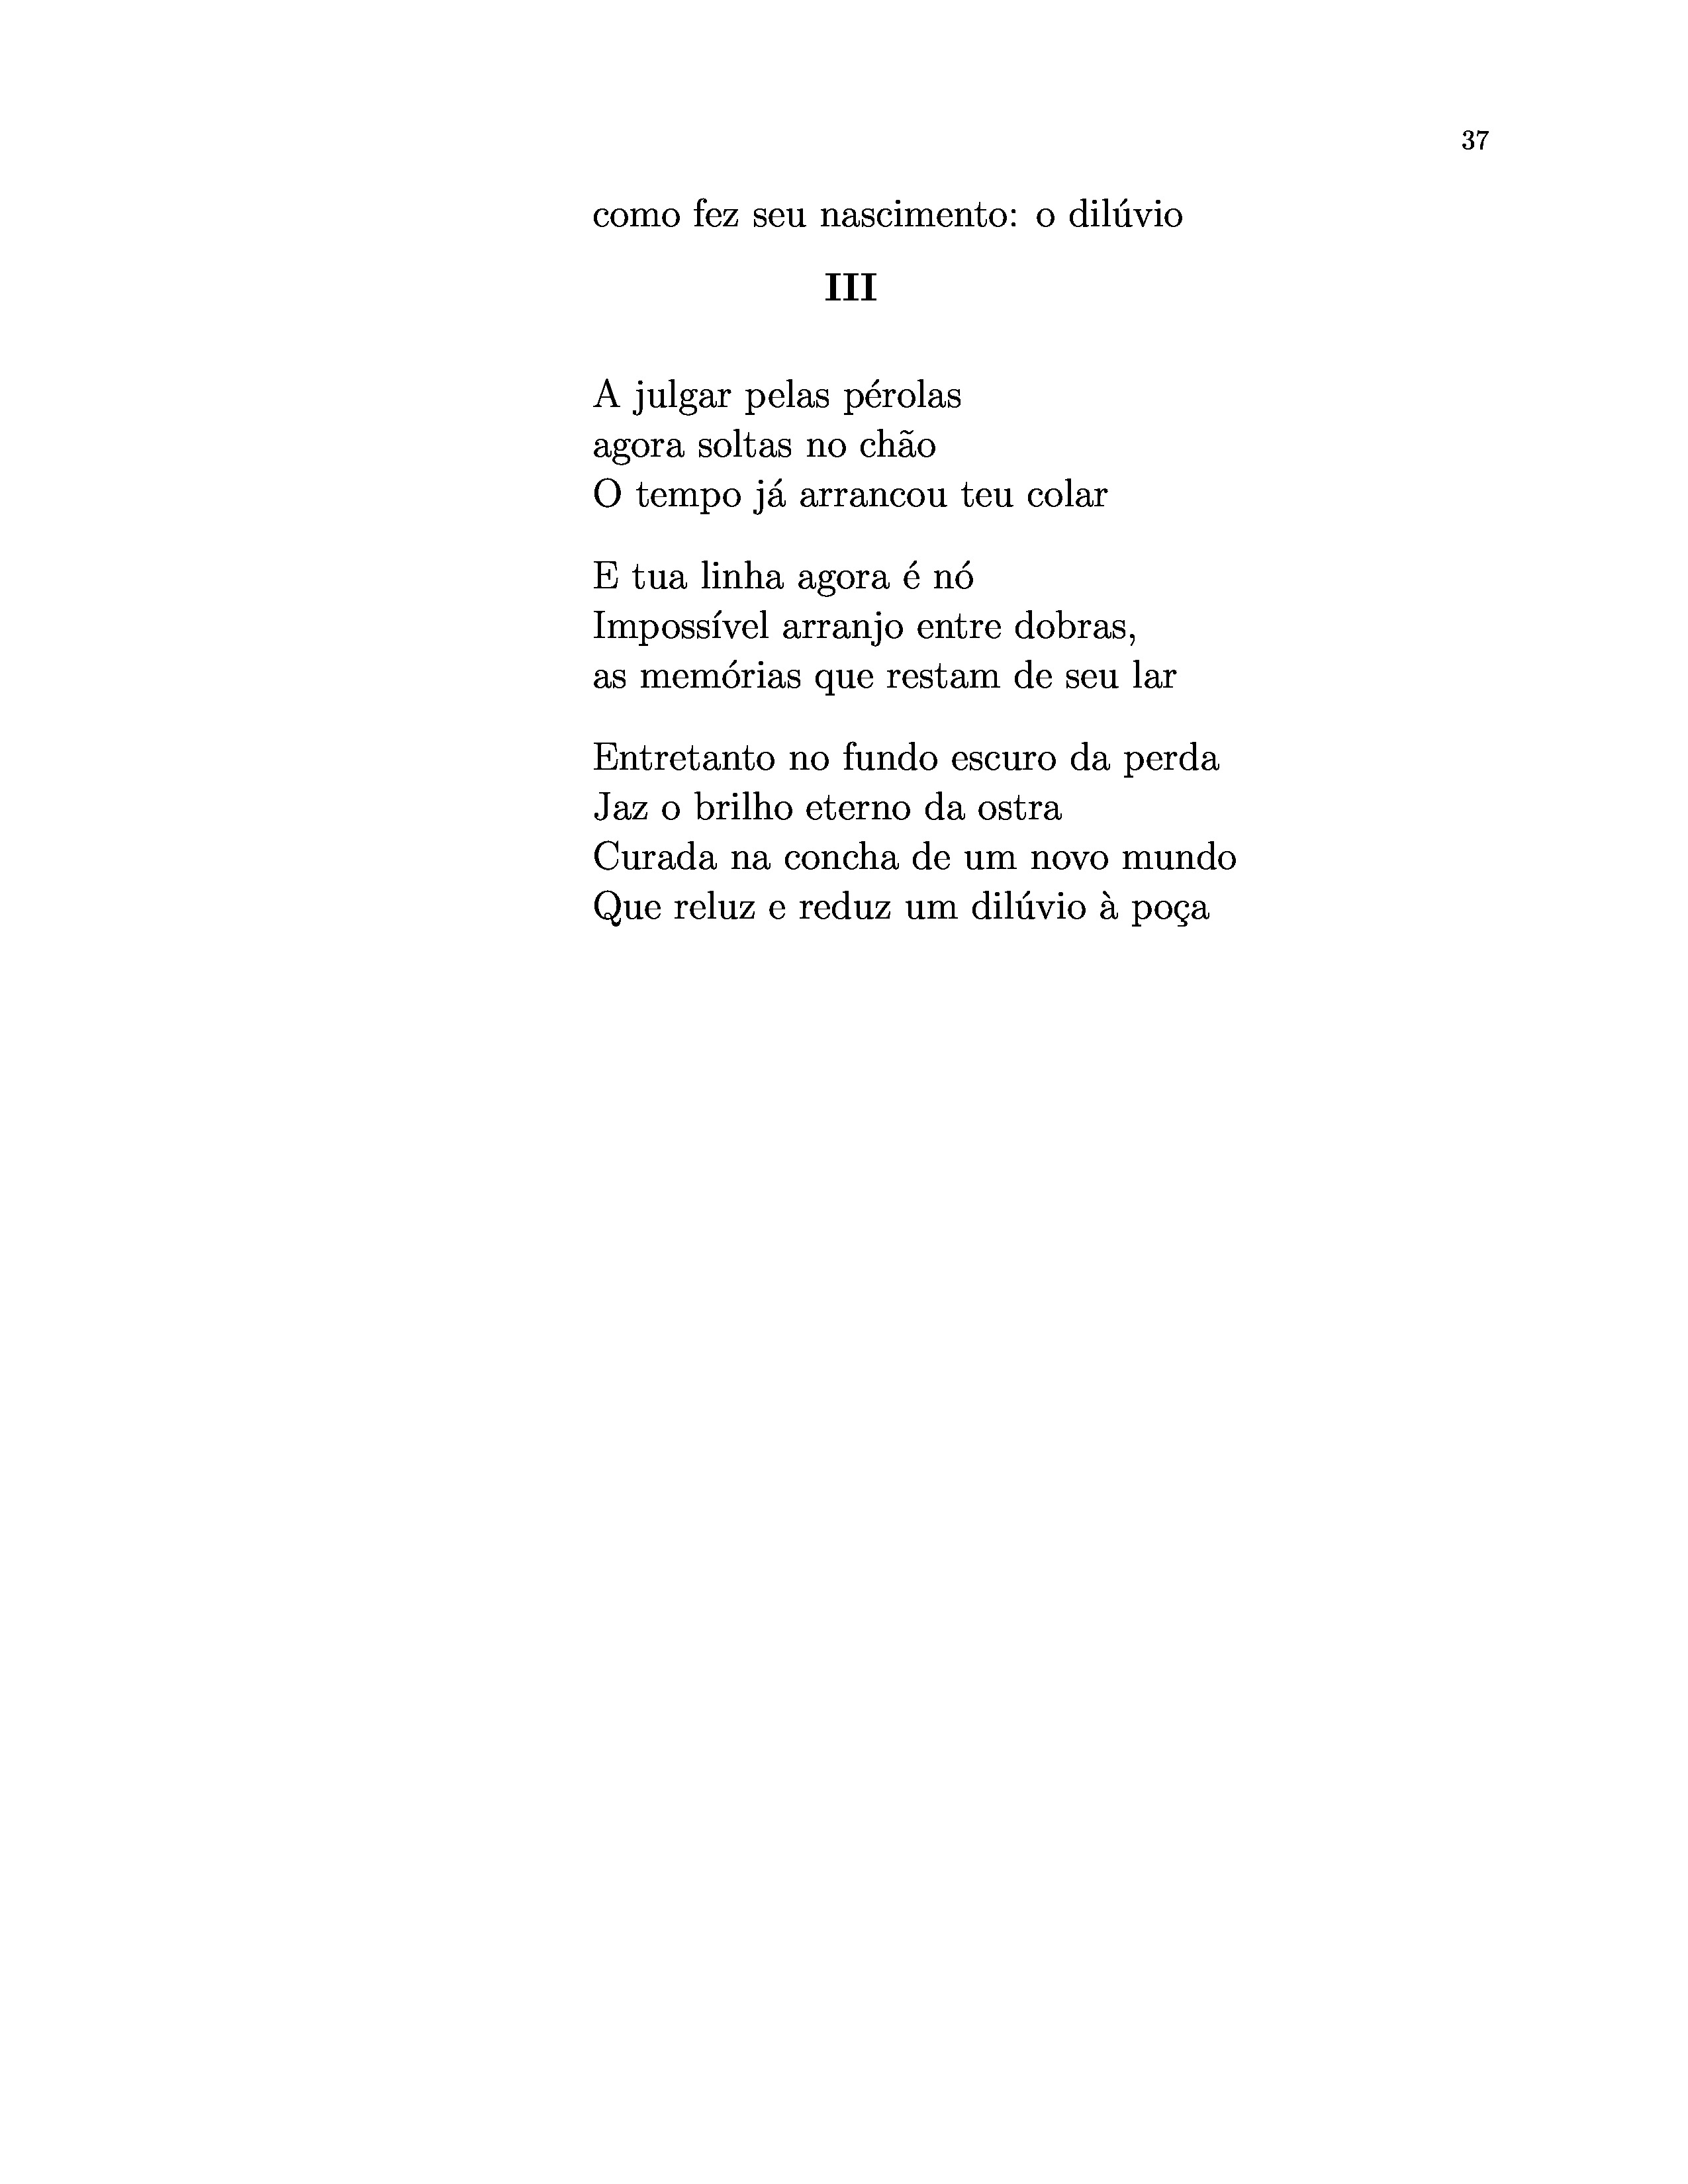 37
como fez seu nascimento: o dilúvio
III
A julgar pelas pérolas
agora soltas no chão
O tempo já arrancou teu colar
E tua linha agora é nó
Impossível arranjo entre dobras,
as memórias que restam de seu lar
Entretanto no fundo escuro da perda
Jaz o brilho eterno da ostra
Curada na concha de um novo mundo
Que reluz e reduz um dilúvio à poça